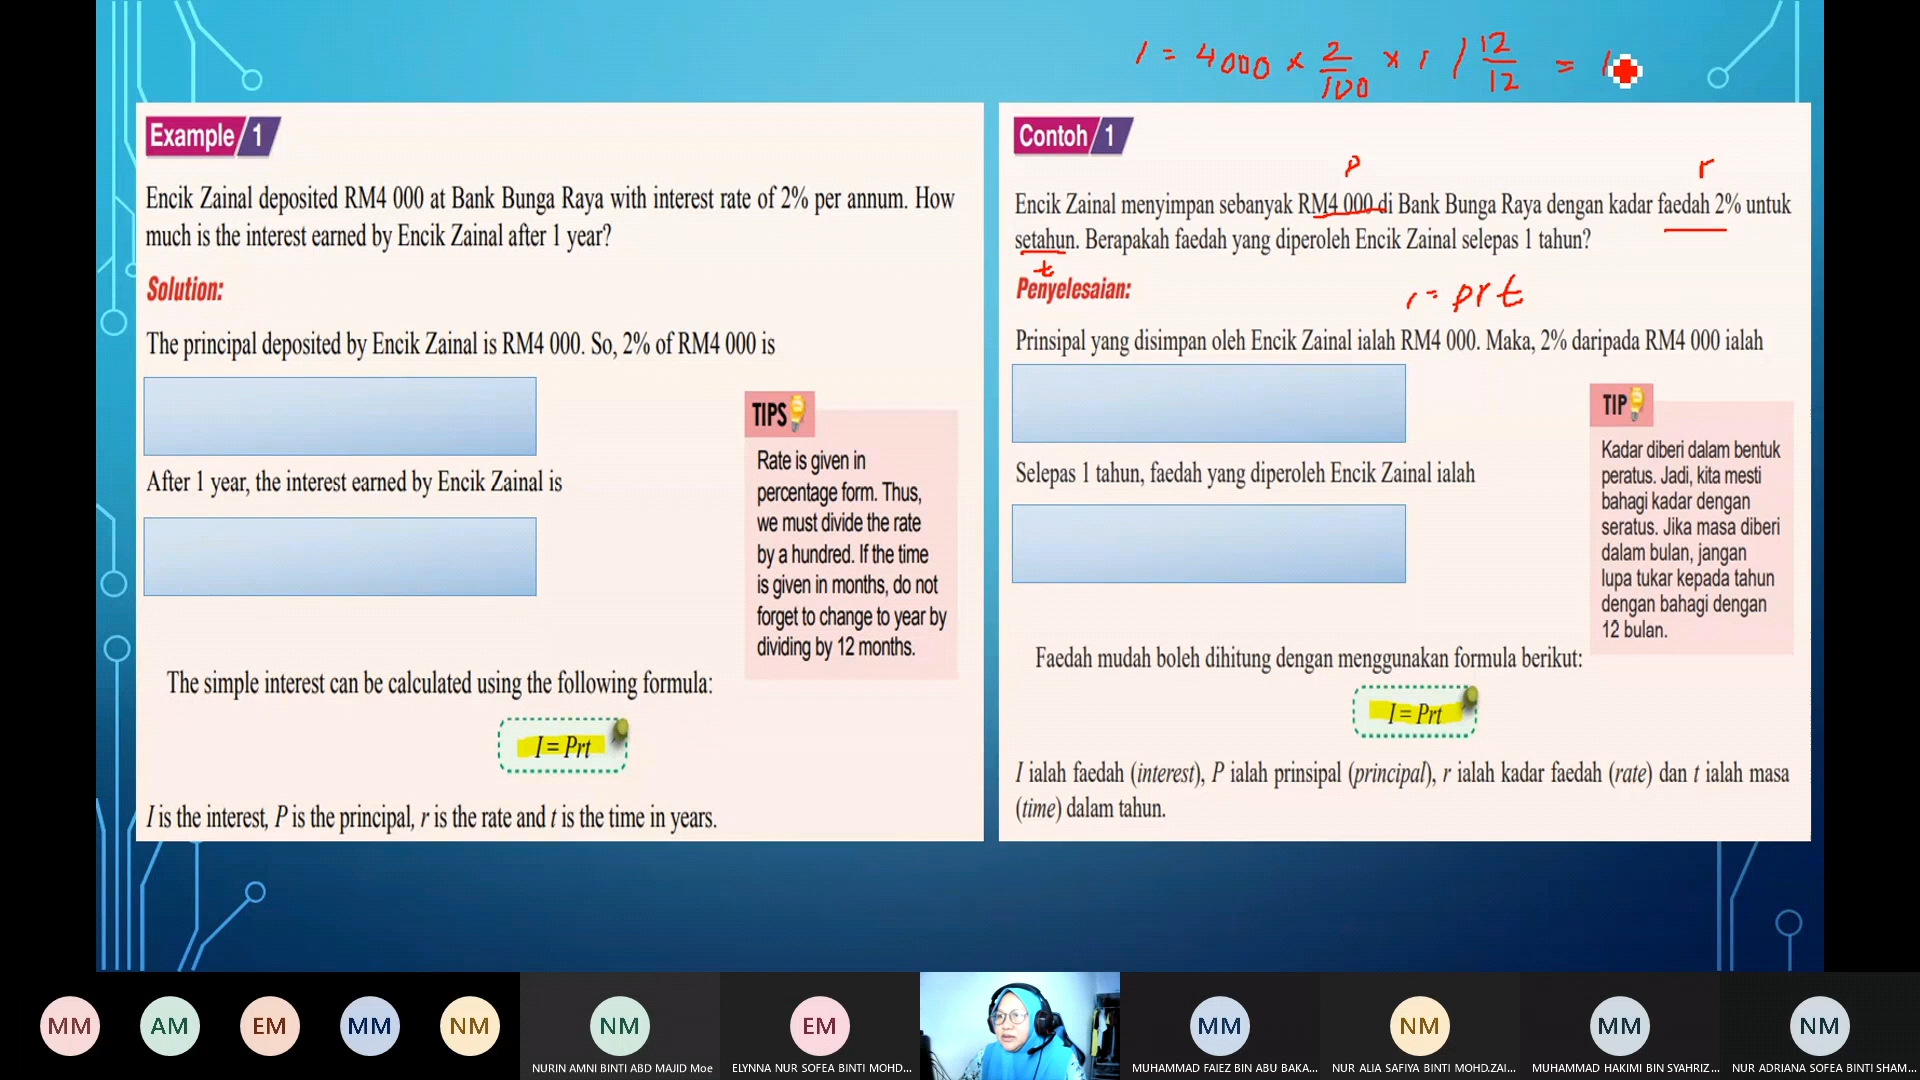 I = 4000 × 2/100 × 1 / 12/12 = 1
Example 1
Encik Zainal deposited RM4 000 at Bank Bunga Raya with interest rate of 2% per annum. How
much is the interest earned by Encik Zainal after 1 year?
Solution:
The principal deposited by Encik Zainal is RM4 000. So, 2% of RM4 000 is
After 1 year, the interest earned by Encik Zainal is
TIPS
Rate is given in
percentage form. Thus,
we must divide the rate
by a hundred. If the time
is given in months, do not
forget to change to year by
dividing by 12 months.
The simple interest can be calculated using the following formula:
I = Prt
I is the interest, P is the principal, r is the rate and t is the time in years.
Contoh 1
P
r
Encik Zainal menyimpan sebanyak RM4 000 di Bank Bunga Raya dengan kadar faedah 2% untuk
setahun. Berapakah faedah yang diperoleh Encik Zainal selepas 1 tahun?
t
Penyelesaian:
I = prt
Prinsipal yang disimpan oleh Encik Zainal ialah RM4 000. Maka, 2% daripada RM4 000 ialah
Selepas 1 tahun, faedah yang diperoleh Encik Zainal ialah
TIP
Kadar diberi dalam bentuk
peratus. Jadi, kita mesti
bahagi kadar dengan
seratus. Jika masa diberi
dalam bulan, jangan
lupa tukar kepada tahun
dengan bahagi dengan
12 bulan.
Faedah mudah boleh dihitung dengan menggunakan formula berikut:
I = Prt
I ialah faedah (interest), P ialah prinsipal (principal), r ialah kadar faedah (rate) dan t ialah masa
(time) dalam tahun.
MM
AM
EM
MM
NM
NM
NURIN AMNI BINTI ABD MAJID Moe
EM
ELYNNA NUR SOFEA BINTI MOHD...
MM
MUHAMMAD FAIEZ BIN ABU BAKA...
NM
NUR ALIA SAFIYA BINTI MOHD.ZAI...
MM
MUHAMMAD HAKIMI BIN SYAHRIZ...
NM
NUR ADRIANA SOFEA BINTI SHAM...